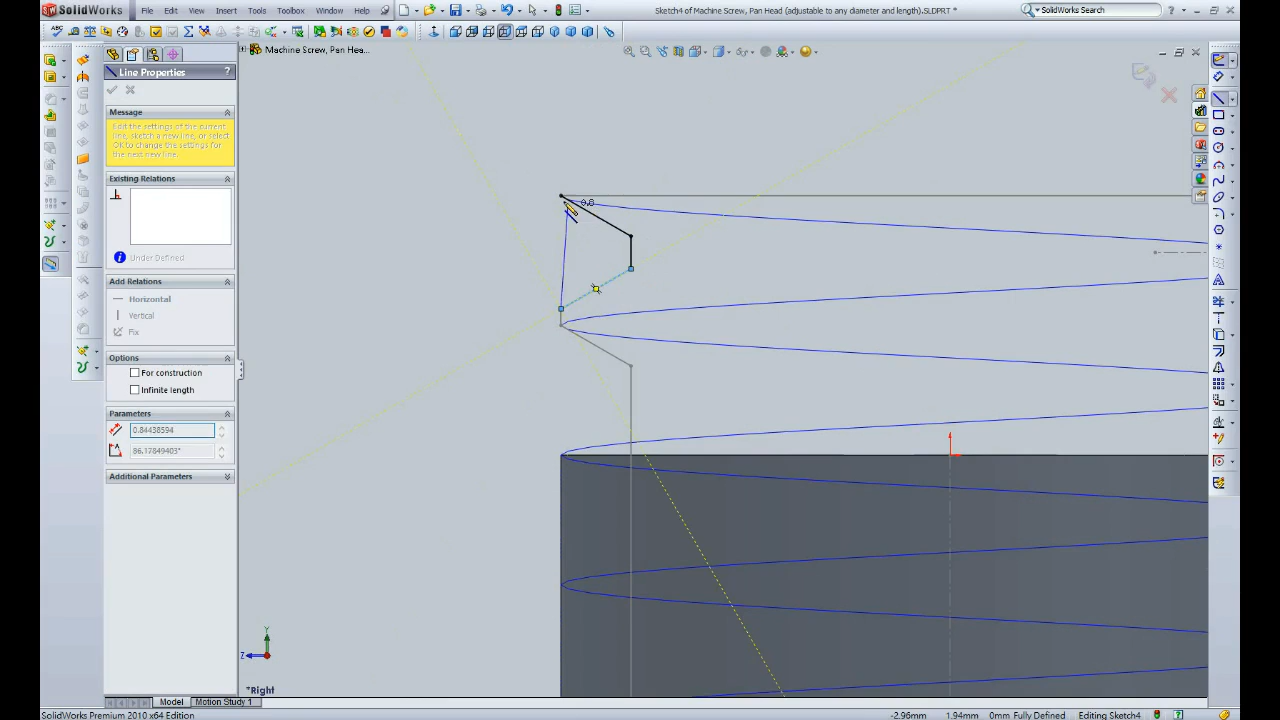 SolidWorks
File
Edit
View
Insert
Tools
Toolbox
Window
Help
Sketch4 of Machine Screw, Pan Head (adjustable to any diameter and length).SLDPRT *
SolidWorks Search
Machine Screw, Pan Hea...
Line Properties
?
Message
Edit the settings of the current
line, sketch a new line, or select
OK to change the settings for
the next new line.
Existing Relations
Under Defined
Add Relations
Horizontal
Vertical
Fix
Options
For construction
Infinite length
Parameters
0.84438594
86.17849403°
Additional Parameters
Y
Z
*Right
Model
Motion Study 1
SolidWorks Premium 2010 x64 Edition
-2.96mm
1.94mm
0mm Fully Defined
Editing Sketch4